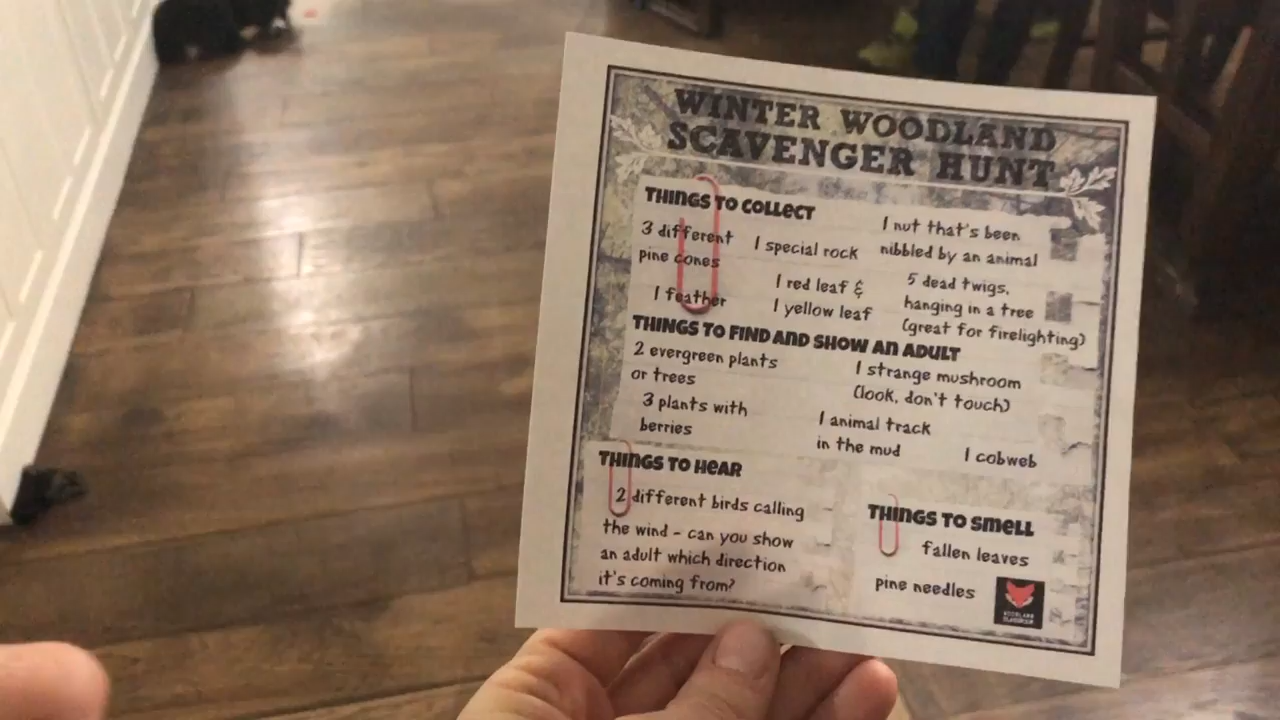 WINTER WOODLAND
SCAVENGER HUNT
THINGS TO COLLECT
3 different
pine cones
1 feather
1 special rock
1 red leaf &
1 yellow leaf
1 nut that's been
nibbled by an animal
5 dead twigs,
hanging in a tree
(great for firelighting)
THINGS TO FIND AND SHOW AN ADULT
2 evergreen plants
or trees
3 plants with
berries
1 strange mushroom
(look, don't touch)
1 animal track
in the mud
1 cobweb
THINGS TO HEAR
2 different birds calling
the wind - can you show
an adult which direction
it's coming from?
THINGS TO SMELL
fallen leaves
pine needles
WOODLAND
CLASSROOM